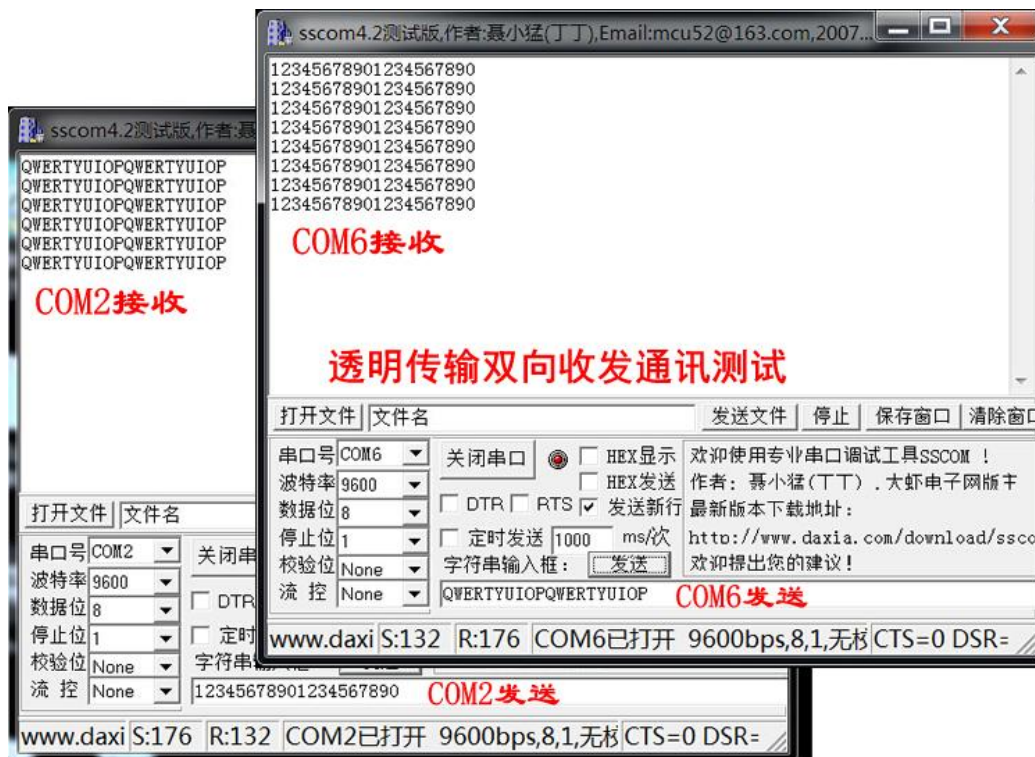 sscom4.2测试版,作者:聂小猛(丁丁),Email:mcu52@163.com,2007...
12345678901234567890
12345678901234567890
12345678901234567890
12345678901234567890
12345678901234567890
12345678901234567890
12345678901234567890
12345678901234567890
COM6接收
透明传输双向收发通讯测试
打开文件 文件名 发送文件 停止 保存窗口 清除窗口
串口号 COM6 关闭串口 HEX显示 欢迎使用专业串口调试工具SSCOM !
波特率 9600 HEX发送 作者: 聂小猛(丁丁) ,大虾电子网版主
数据位 8 DTR RTS 发送新行 最新版本下载地址:
停止位 1 定时发送 1000 ms/次 http://www.daxia.com/download/ssco
校验位 None 字符串输入框: 发送 欢迎提出您的建议!
流 控 None QWERTYUIOPQWERTYUIOP COM6发送
www.daxi S:132 R:176 COM6已打开 9600bps,8,1,无校 CTS=0 DSR=
sscom4.2测试版,作者:聂
QWERTYUIOPQWERTYUIOP
QWERTYUIOPQWERTYUIOP
QWERTYUIOPQWERTYUIOP
QWERTYUIOPQWERTYUIOP
QWERTYUIOPQWERTYUIOP
QWERTYUIOPQWERTYUIOP
COM2接收
打开文件 文件名
串口号 COM2 关闭串
波特率 9600
数据位 8 DTR
停止位 1 定时
校验位 None 字符串
流 控 None 12345678901234567890 COM2发送
www.daxi S:176 R:132 COM2已打开 9600bps,8,1,无校 CTS=0 DSR=